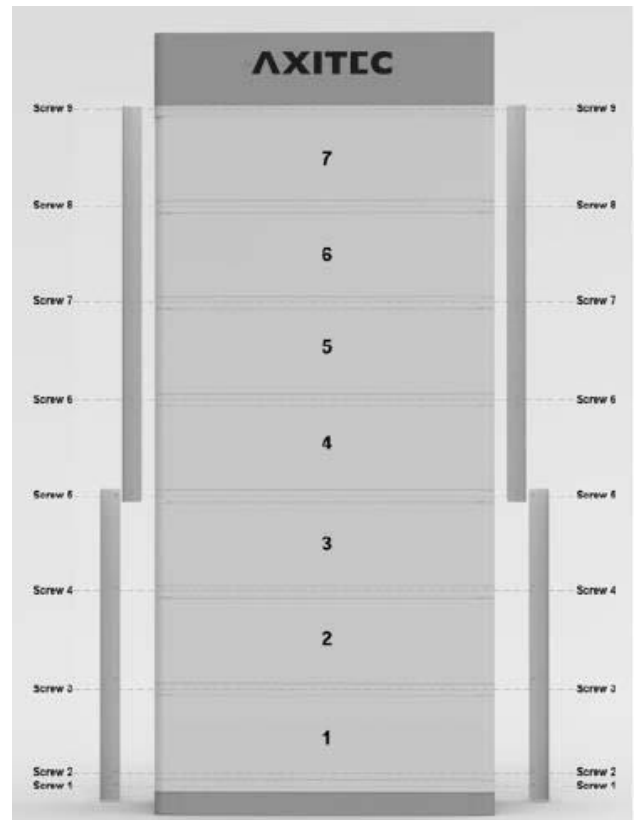 AXITEC
Screw 9 Screw 9
7
Screw 8 Screw 8
6
Screw 7 Screw 7
5
Screw 6 Screw 6
4
Screw 5 Screw 5
3
Screw 4 Screw 4
2
Screw 3 Screw 3
1
Screw 2 Screw 2
Screw 1 Screw 1